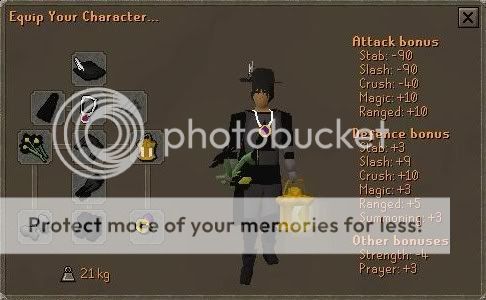 Equip Your Character...
Attack bonus
Stab: -90
Slash: -90
Crush: -40
Magic: +10
Ranged: +10
Defence bonus
Stab: +3
Slash: +9
Crush: +10
Magic: +3
Ranged: +5
Summoning: +3
Other bonuses
Strength: -4
Prayer: +3
21 kg
photobucket
Protect more of your memories for less!